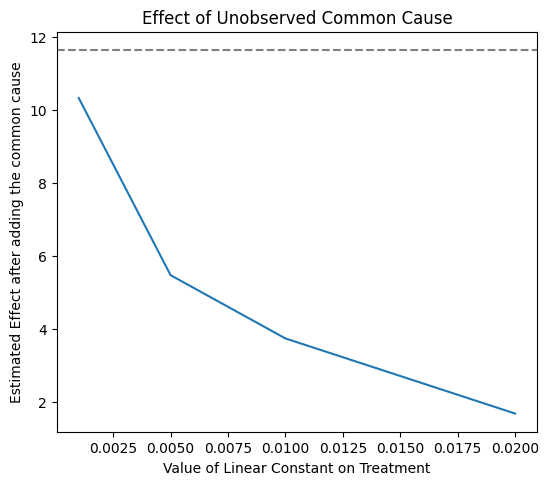 Effect of Unobserved Common Cause
Estimated Effect after adding the common cause
12
10
8
6
4
2
0.0025 0.0050 0.0075 0.0100 0.0125 0.0150 0.0175 0.0200
Value of Linear Constant on Treatment